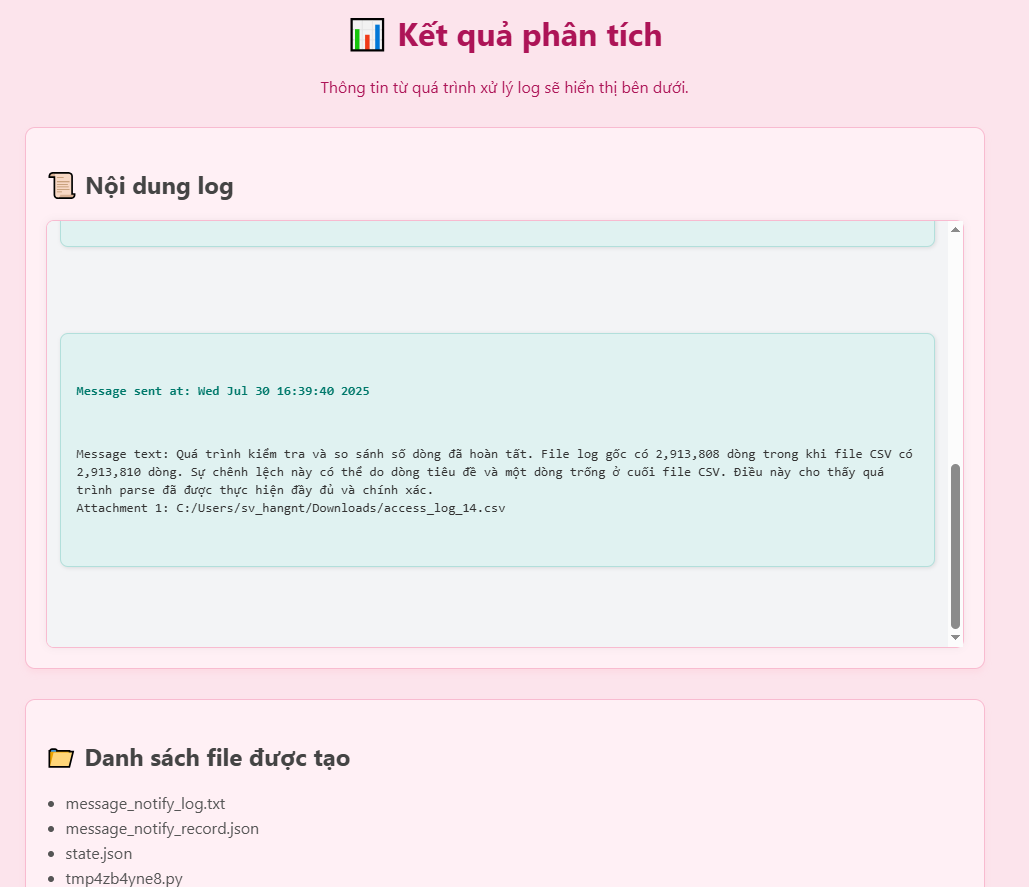 Kết quả phân tích
Thông tin từ quá trình xử lý log sẽ hiển thị bên dưới.
Nội dung log
Message sent at: Wed Jul 30 16:39:40 2025
Message text: Quá trình kiểm tra và so sánh số dòng đã hoàn tất. File log gốc có 2,913,808 dòng trong khi file CSV có
2,913,810 dòng. Sự chênh lệch này có thể do dòng tiêu đề và một dòng trống ở cuối file CSV. Điều này cho thấy quá
trình parse đã được thực hiện đầy đủ và chính xác.
Attachment 1: C:/Users/sv_hangnt/Downloads/access_log_14.csv
Danh sách file được tạo
message_notify_log.txt
message_notify_record.json
state.json
tmp4zb4yne8.py